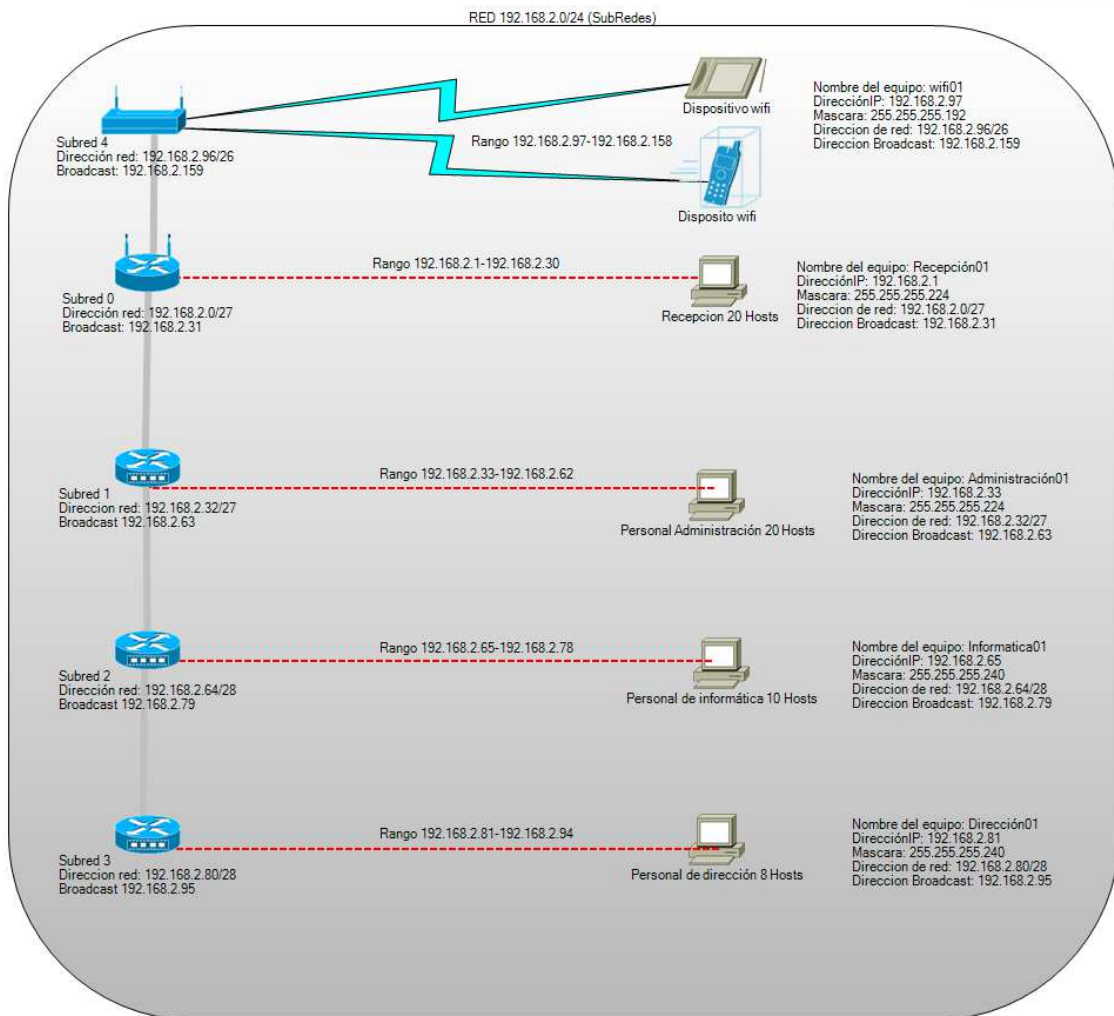 RED 192.168.2.0/24 (SubRedes)
Subred 4
Dirección red: 192.168.2.96/26
Broadcast: 192.168.2.159
Rango 192.168.2.97-192.168.2.158
Dispositivo wifi
Disposito wifi
Nombre del equipo: wifi01
DirecciónIP: 192.168.2.97
Mascara: 255.255.255.192
Direccion de red: 192.168.2.96/26
Direccion Broadcast: 192.168.2.159
Subred 0
Dirección red: 192.168.2.0/27
Broadcast: 192.168.2.31
Rango 192.168.2.1-192.168.2.30
Recepcion 20 Hosts
Nombre del equipo: Recepción01
DirecciónIP: 192.168.2.1
Mascara: 255.255.255.224
Direccion de red: 192.168.2.0/27
Direccion Broadcast: 192.168.2.31
Subred 1
Direccion red: 192.168.2.32/27
Broadcast 192.168.2.63
Rango 192.168.2.33-192.168.2.62
Personal Administración 20 Hosts
Nombre del equipo: Administración01
DirecciónIP: 192.168.2.33
Mascara: 255.255.255.224
Direccion de red: 192.168.2.32/27
Direccion Broadcast: 192.168.2.63
Subred 2
Dirección red: 192.168.2.64/28
Broadcast 192.168.2.79
Rango 192.168.2.65-192.168.2.78
Personal de informática 10 Hosts
Nombre del equipo: Informatica01
DirecciónIP: 192.168.2.65
Mascara: 255.255.255.240
Direccion de red: 192.168.2.64/28
Direccion Broadcast: 192.168.2.79
Subred 3
Direccion red: 192.168.2.80/28
Broadcast 192.168.2.95
Rango 192.168.2.81-192.168.2.94
Personal de dirección 8 Hosts
Nombre del equipo: Dirección01
DirecciónIP: 192.168.2.81
Mascara: 255.255.255.240
Direccion de red: 192.168.2.80/28
Direccion Broadcast: 192.168.2.95